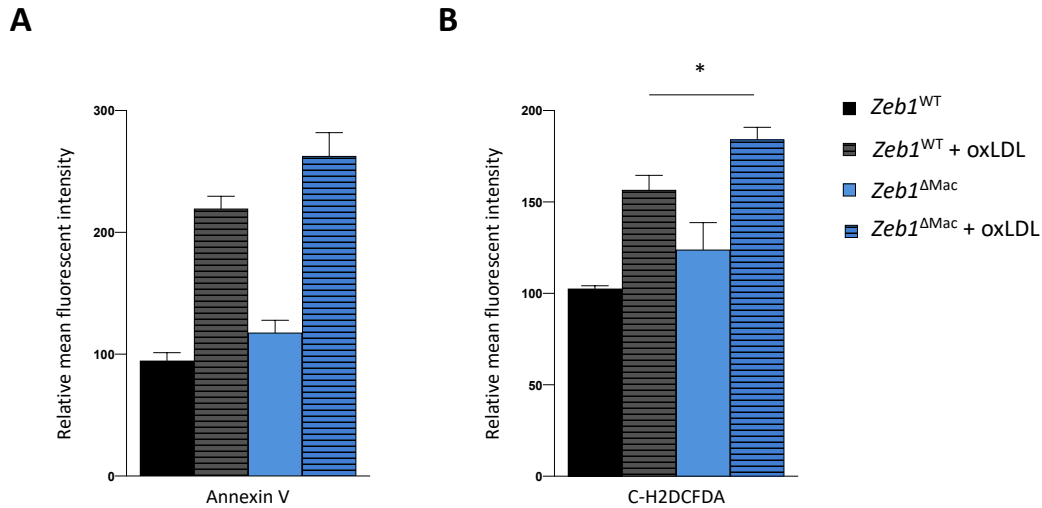 A
B
*
300
200
100
0
Relative mean fluorescent intensity
Annexin V
200
150
100
50
0
Relative mean fluorescent intensity
C-H2DCFDA
Zeb1ᵂᵀ
Zeb1ᵂᵀ + oxLDL
Zeb1ΔMac
Zeb1ΔMac + oxLDL